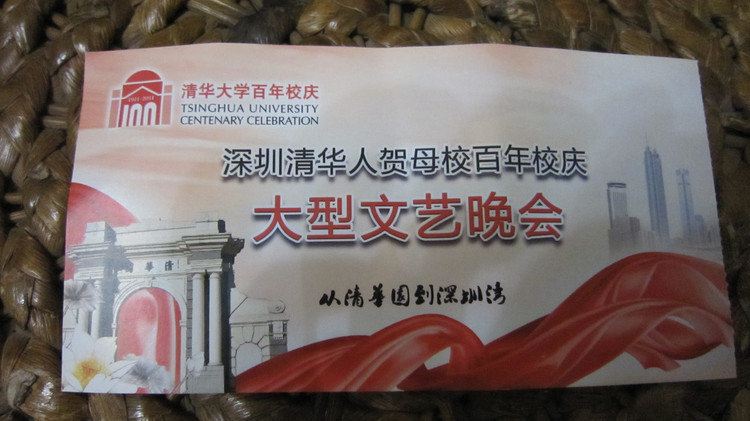 1911-2011
清华大学百年校庆
TSINGHUA UNIVERSITY
CENTENARY CELEBRATION
深圳清华人贺母校百年校庆
大型文艺晚会
華清
从清华园到深圳湾